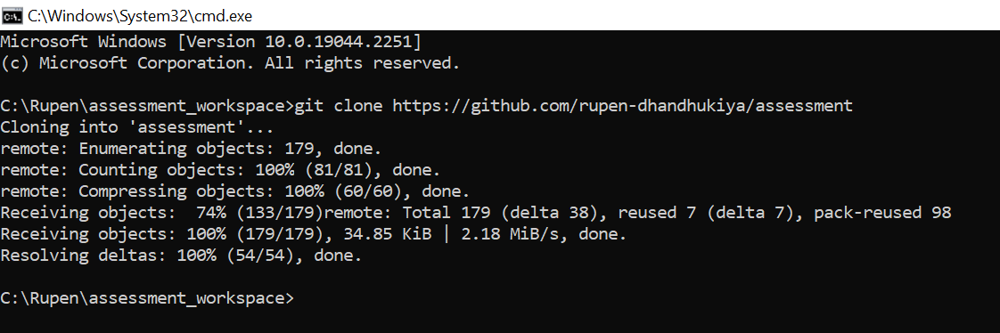 C:\Windows\System32\cmd.exe
Microsoft Windows [Version 10.0.19044.2251]
(c) Microsoft Corporation. All rights reserved.
C:\Rupen\assessment_workspace>git clone https://github.com/rupen-dhandhukiya/assessment
Cloning into 'assessment'...
remote: Enumerating objects: 179, done.
remote: Counting objects: 100% (81/81), done.
remote: Compressing objects: 100% (60/60), done.
Receiving objects:  74% (133/179)remote: Total 179 (delta 38), reused 7 (delta 7), pack-reused 98
Receiving objects: 100% (179/179), 34.85 KiB | 2.18 MiB/s, done.
Resolving deltas: 100% (54/54), done.
C:\Rupen\assessment_workspace>